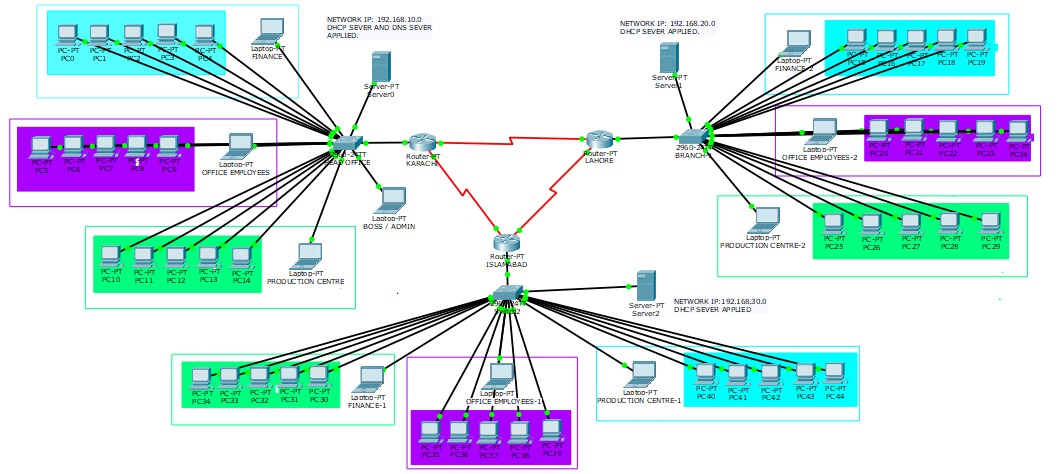 NETWORK IP: 192.168.10.0
DHCP SEVER AND DNS SEVER
APPLIED.
NETWORK IP: 192.168.20.0
DHCP SEVER APPLIED.
PC-PT
PC0
PC-PT
PC1
PC-PT
PC2
PC-PT
PC3
PC-PT
Laptop-PT
FINANCE
Server-PT
Server0
Server-PT
Server1
Laptop-PT
FINANCE-2
PC-PT
PC-PT
PC16
PC-PT
PC17
PC-PT
PC18
PC-PT
PC19
PC-PT
PC5
PC-PT
PC6
PC-PT
PC7
PC-PT
PC8
PC-PT
PC9
Laptop-PT
OFFICE EMPLOYEES
2960-24TT
HEAD OFFICE
Router-PT
KARACHI
Router-PT
LAHORE
2960-24TT
BRANCH-1
Laptop-PT
OFFICE EMPLOYEES-2
PC-PT
PC20
PC-PT
PC21
PC-PT
PC22
PC-PT
PC23
PC-PT
PC24
Laptop-PT
BOSS / ADMIN
Laptop-PT
PRODUCTION CENTRE-2
PC-PT
PC25
PC-PT
PC26
PC-PT
PC27
PC-PT
PC28
PC-PT
PC29
PC-PT
PC10
PC-PT
PC11
PC-PT
PC12
PC-PT
PC13
PC-PT
PC14
Laptop-PT
PRODUCTION CENTRE
Router-PT
ISLAMABAD
2960-24TT
Server-PT
Server2
NETWORK IP:192.168.30.0
DHCP SEVER APPLIED
PC-PT
PC34
PC-PT
PC33
PC-PT
PC32
PC-PT
PC31
PC-PT
PC30
Laptop-PT
FINANCE-1
Laptop-PT
OFFICE EMPLOYEES-1
Laptop-PT
PRODUCTION CENTRE-1
PC-PT
PC40
PC-PT
PC41
PC-PT
PC42
PC-PT
PC43
PC-PT
PC44
PC-PT
PC35
PC-PT
PC36
PC-PT
PC37
PC-PT
PC38
PC-PT
PC39